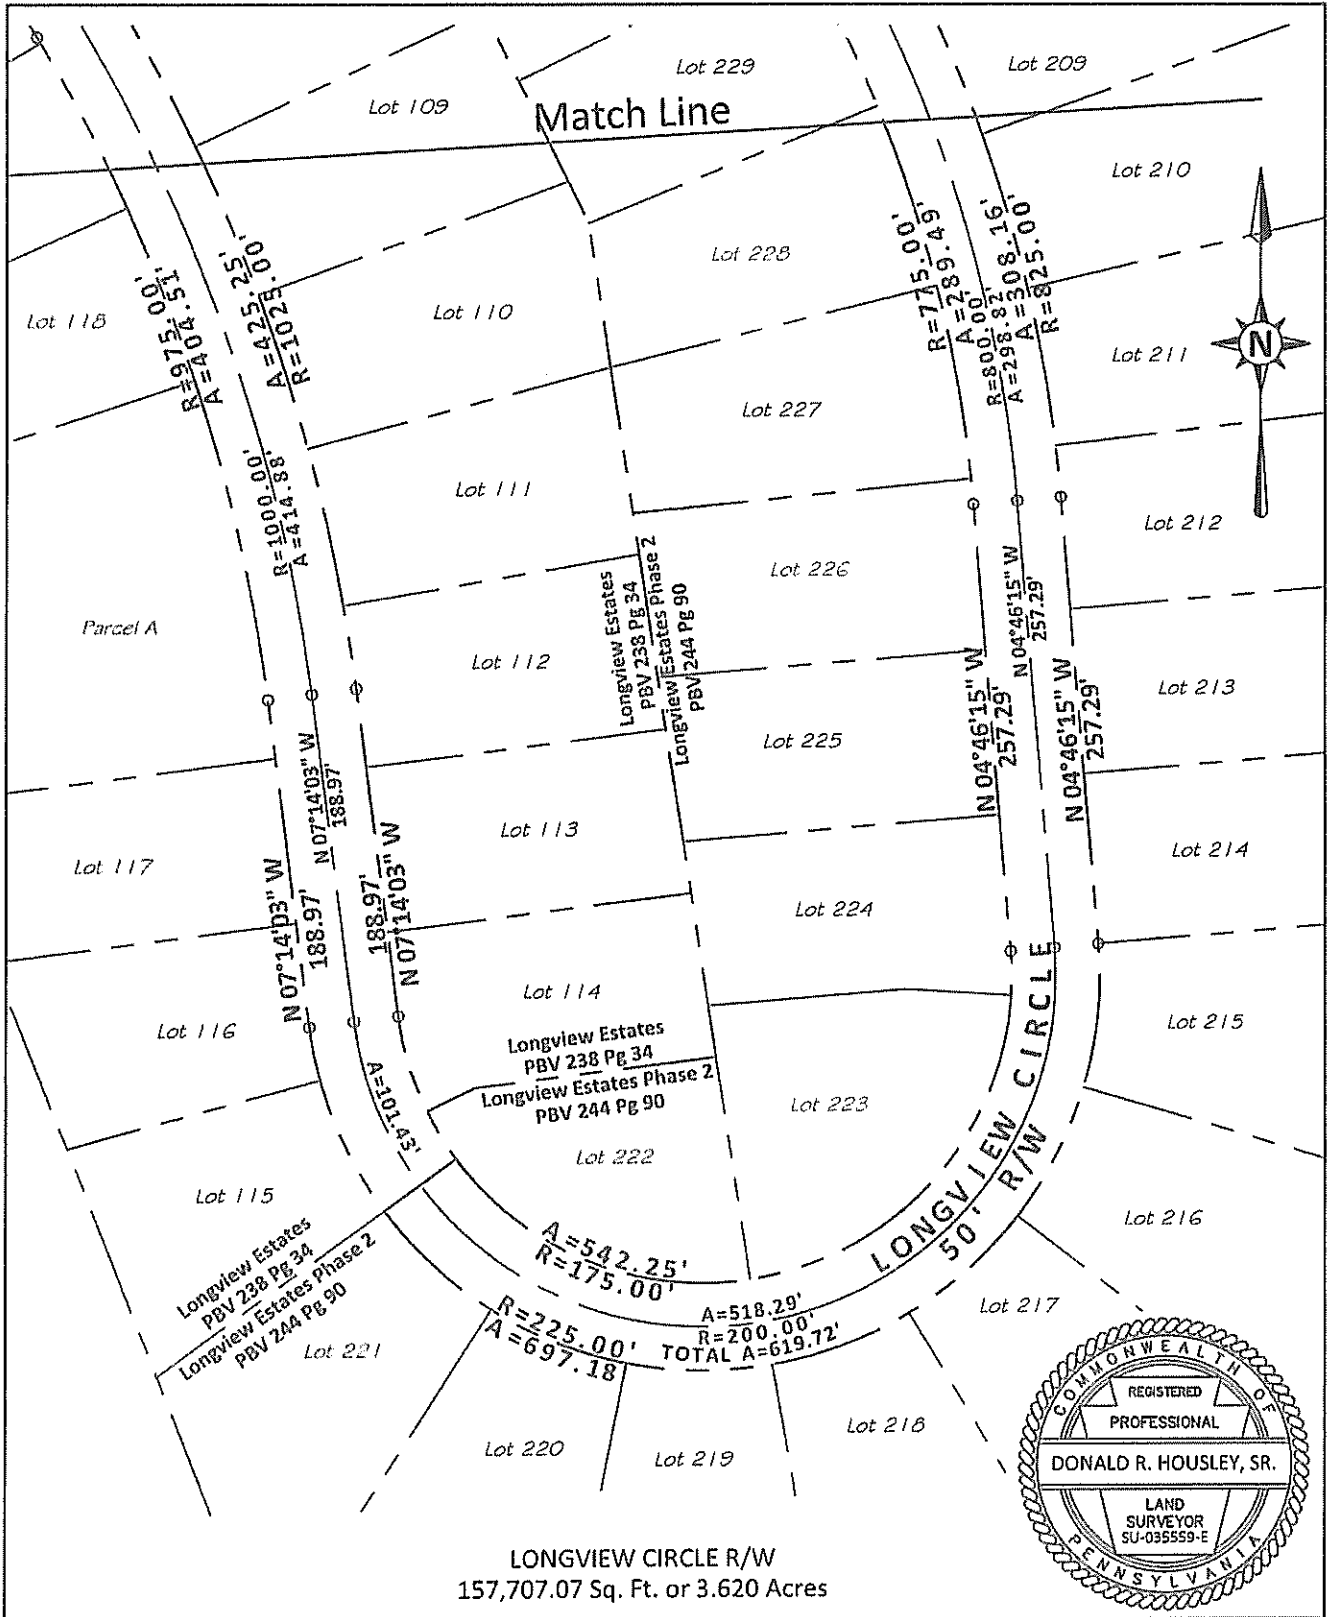 Lot 229
Lot 209
Lot 109
Match Line
Lot 210
Lot 228
Lot 118
Lot 110
R=975.00'
A=404.51'
A=425.25'
R=1025.00'
R=775.00'
A=289.49'
R=800.00'
A=298.82'
A=308.16'
R=825.00'
N
Lot 211
Lot 227
R=1000.00'
A=414.88'
Lot 111
Lot 212
Lot 226
Longview Estates
PBV 238 Pg 34
Longview Estates Phase 2
PBV 244 Pg 90
N 04°46'15" W
257.29'
Parcel A
Lot 112
N 04°46'15" W
257.29'
N 04°46'15" W
257.29'
Lot 213
Lot 225
N 07°14'03" W
188.97'
Lot 113
Lot 117
Lot 214
N 07°14'03" W
188.97'
188.97'
N 07°14'03" W
Lot 224
Lot 114
Lot 116
Lot 215
Longview Estates
PBV 238 Pg 34
Longview Estates Phase 2
PBV 244 Pg 90
A=101.43'
Lot 223
LONGVIEW CIRCLE
50' R/W
Lot 222
Lot 115
Lot 216
Longview Estates
PBV 238 Pg 34
Longview Estates Phase 2
PBV 244 Pg 90
A=542.25'
R=175.00'
R=225.00'
A=697.18
A=518.29'
R=200.00'
TOTAL A=619.72'
Lot 217
Lot 221
Lot 220
Lot 219
Lot 218
COMMONWEALTH OF
REGISTERED
PROFESSIONAL
DONALD R. HOUSLEY, SR.
LAND
SURVEYOR
SU-035559-E
PENNSYLVANIA
LONGVIEW CIRCLE R/W
157,707.07 Sq. Ft. or 3.620 Acres